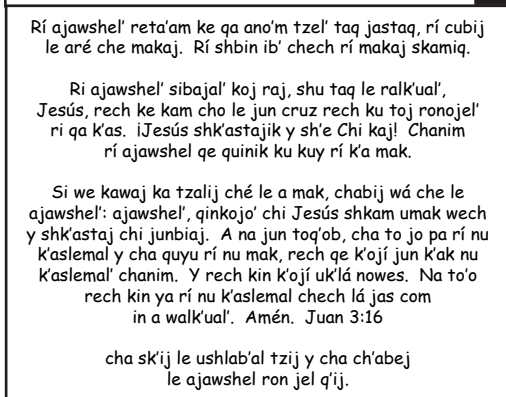 Rí ajawshel' reta'am ke qa ano'm tzel' taq jastaq, rí cubij
le aré che makaj. Rí shbin ib' chech rí makaj skamiq.
Ri ajawshel' sibajal' koj raj, shu taq le ralk'ual',
Jesús, rech ke kam cho le jun cruz rech ku toj ronojel'
ri qa k'as. ¡Jesús shk'astajik y sh'e Chi kaj! Chanim
rí ajawshel qe quinik ku kuy rí k'a mak.
Si we kawaj ka tzalij ché le a mak, chabij wá che le
ajawshel': ajawshel', qinkojo' chi Jesús shkam umak wech
y shk'astaj chi junbiaj. A na jun toq'ob, cha to jo pa rí nu
k'aslemal y cha quyu rí nu mak, rech qe k'ojí jun k'ak nu
k'aslemal' chanim. Y rech kin k'ojí uk'lá nowes. Na to'o
rech kin ya rí nu k'aslemal chech lá jas com
in a walk'ual'. Amén. Juan 3:16
cha sk'ij le ushlab'al tzij y cha ch'abej
le ajawshel ron jel q'ij.